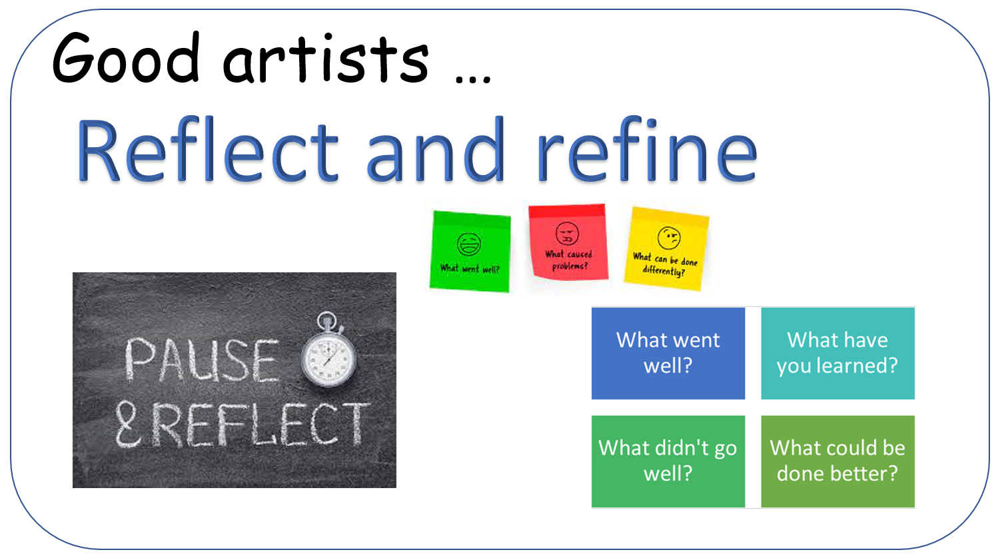 Good artists ...
Reflect and refine
What went well?
What caused
problems?
What can be done
differently?
PAUSE
& REFLECT
What went
well?
What have
you learned?
What didn't go
well?
What could be
done better?